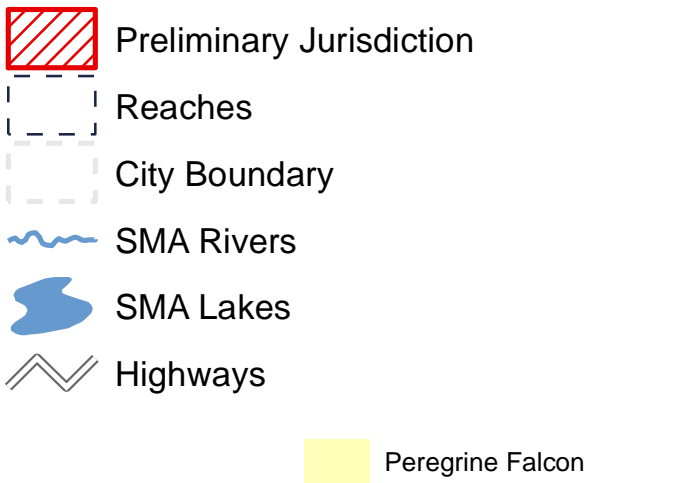 Preliminary Jurisdiction
Reaches
City Boundary
SMA Rivers
SMA Lakes
Highways
Peregrine Falcon